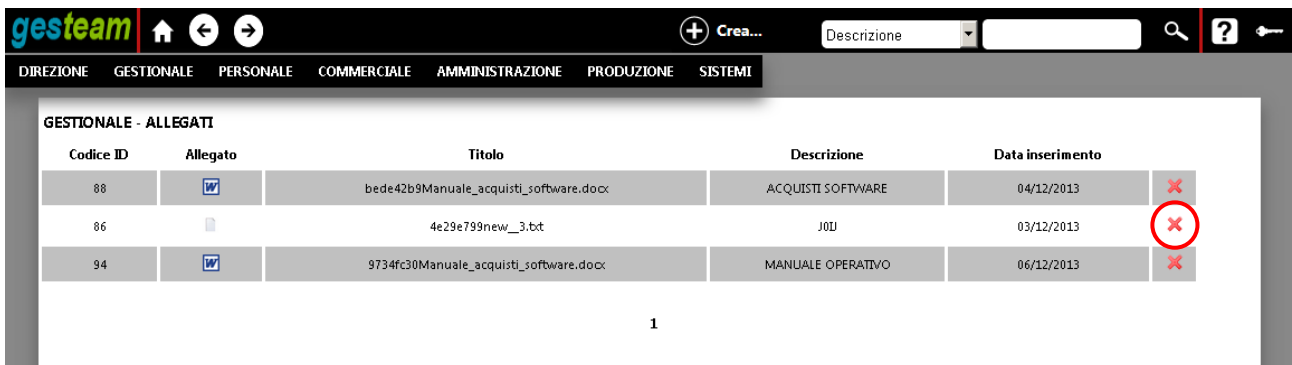 gesteam Crea... Descrizione ?
DIREZIONE GESTIONALE PERSONALE COMMERCIALE AMMINISTRAZIONE PRODUZIONE SISTEMI
GESTIONALE - ALLEGATI
Codice ID Allegato Titolo Descrizione Data inserimento
88 W bede42b9Manuale_acquisti_software.docx ACQUISTI SOFTWARE 04/12/2013
86 4e29e799new__3.txt 03/12/2013
94 W 9734fc30Manuale_acquisti_software.docx MANUALE OPERATIVO 06/12/2013
1